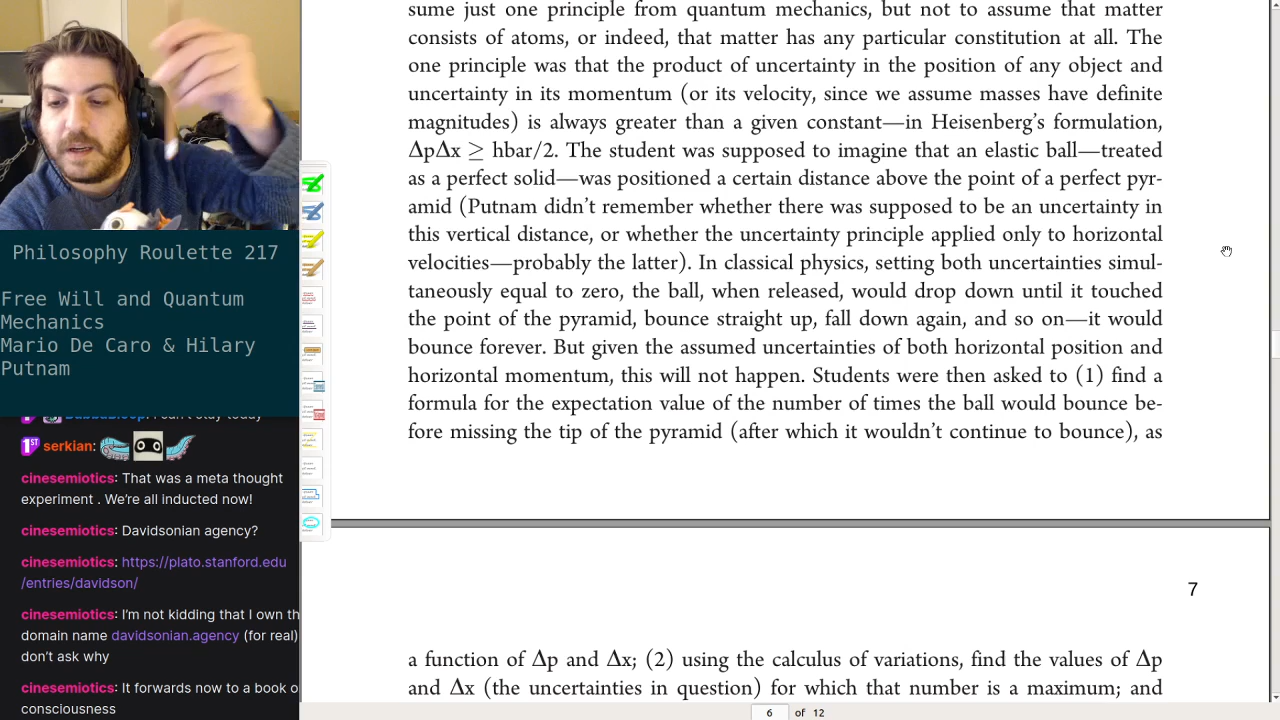 sume just one principle from quantum mechanics, but not to assume that matter
consists of atoms, or indeed, that matter has any particular constitution at all. The
one principle was that the product of uncertainty in the position of any object and
uncertainty in its momentum (or its velocity, since we assume masses have definite
magnitudes) is always greater than a given constant—in Heisenberg's formulation,
ΔpΔx ≥ hbar/2. The student was supposed to imagine that an elastic ball—treated
as a perfect solid—was positioned a certain distance above the point of a perfect pyr-
amid (Putnam didn't remember whether there was supposed to be an uncertainty in
this vertical distance, or whether the uncertainty principle applied only to horizontal
velocities—probably the latter). In classical physics, setting both uncertainties simul-
taneously equal to zero, the ball, when released, would drop down until it touched
the point of the pyramid, bounce straight up, fall down again, and so on—it would
bounce forever. But given the assumed uncertainties of both horizontal position and
horizontal momentum, this will not happen. Students were then asked to (1) find a
formula for the expectation value of the number of times the ball would bounce be-
fore missing the tip of the pyramid (after which it wouldn't continue to bounce), as
7
a function of Δp and Δx; (2) using the calculus of variations, find the values of Δp
and Δx (the uncertainties in question) for which that number is a maximum; and
6 of 12
Philosophy Roulette 217
Free Will and Quantum
Mechanics
Mario De Caro & Hilary
Putnam
1ST serkian:
cinesemiotics: That was a meta thought
experiment . We're all inducted now!
cinesemiotics: Davidsonian agency?
cinesemiotics: https://plato.stanford.edu
/entries/davidson/
cinesemiotics: I'm not kidding that I own th
domain name davidsonian.agency (for real)
don't ask why
cinesemiotics: It forwards now to a book o
consciousness